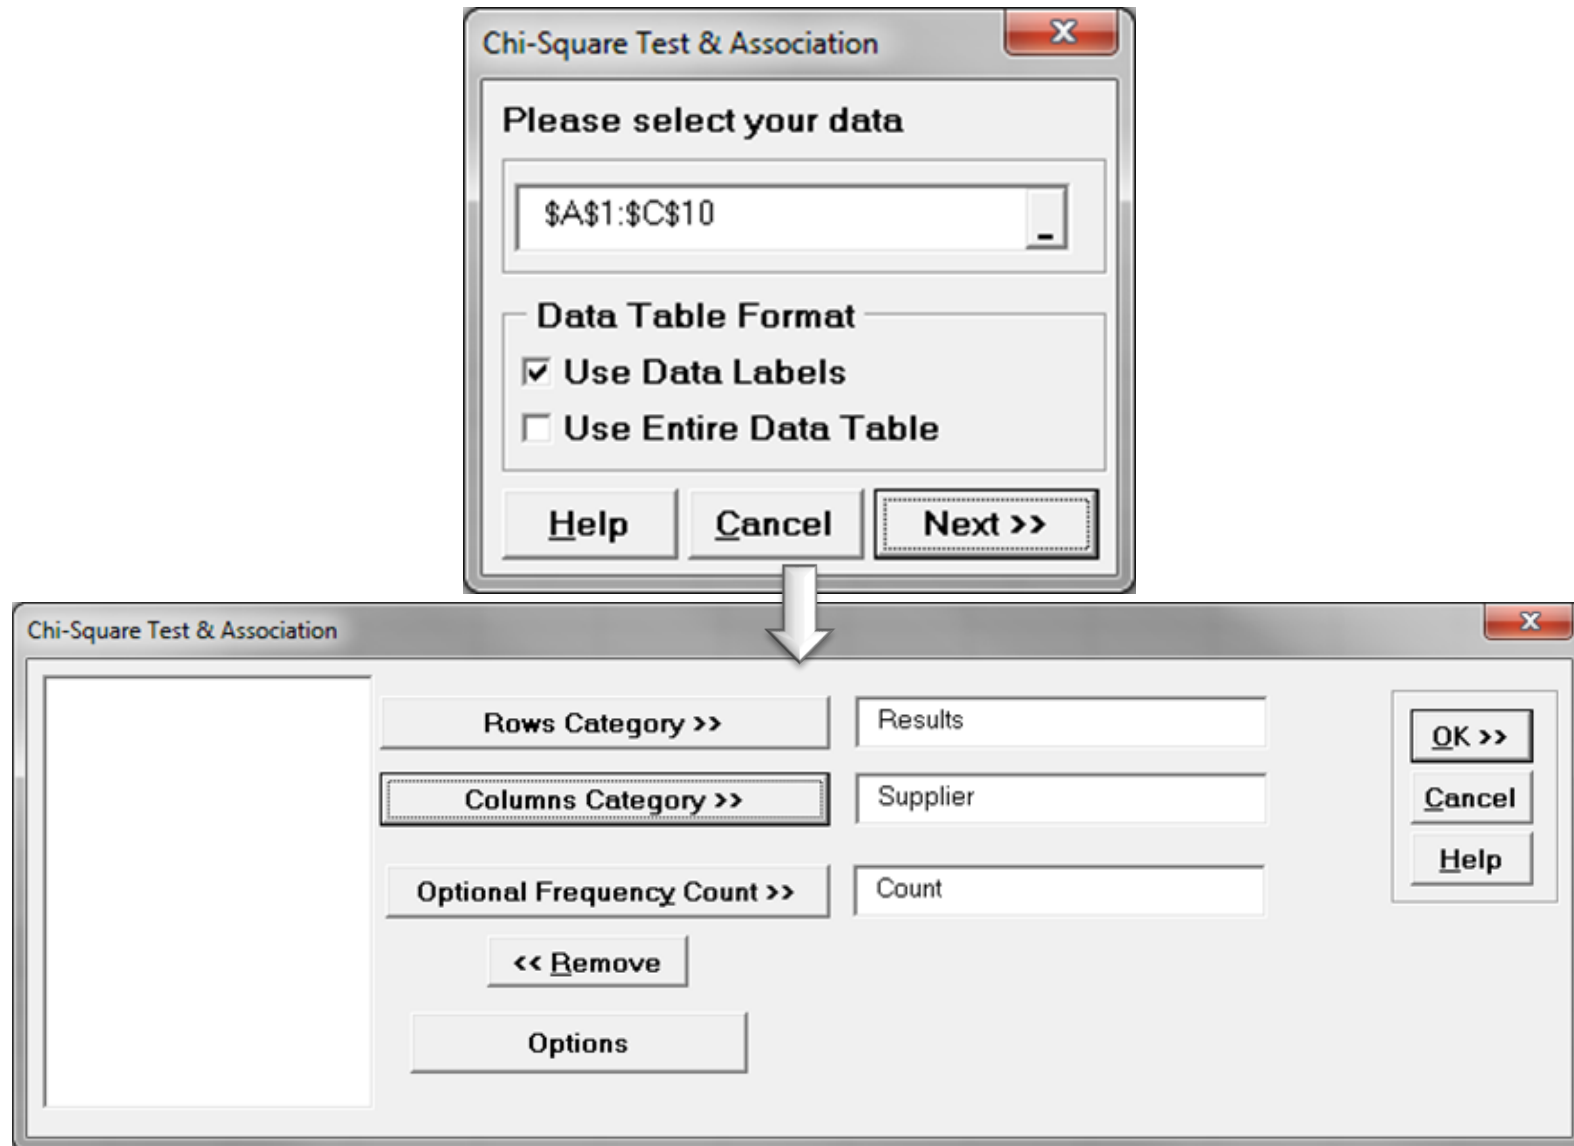 Chi-Square Test & Association
Please select your data
$A$1:$C$10
Data Table Format
Use Data Labels
Use Entire Data Table
Help Cancel Next >>
Chi-Square Test & Association
Rows Category >> Results
Columns Category >> Supplier
Optional Frequency Count >> Count
<< Remove
Options
OK >>
Cancel
Help